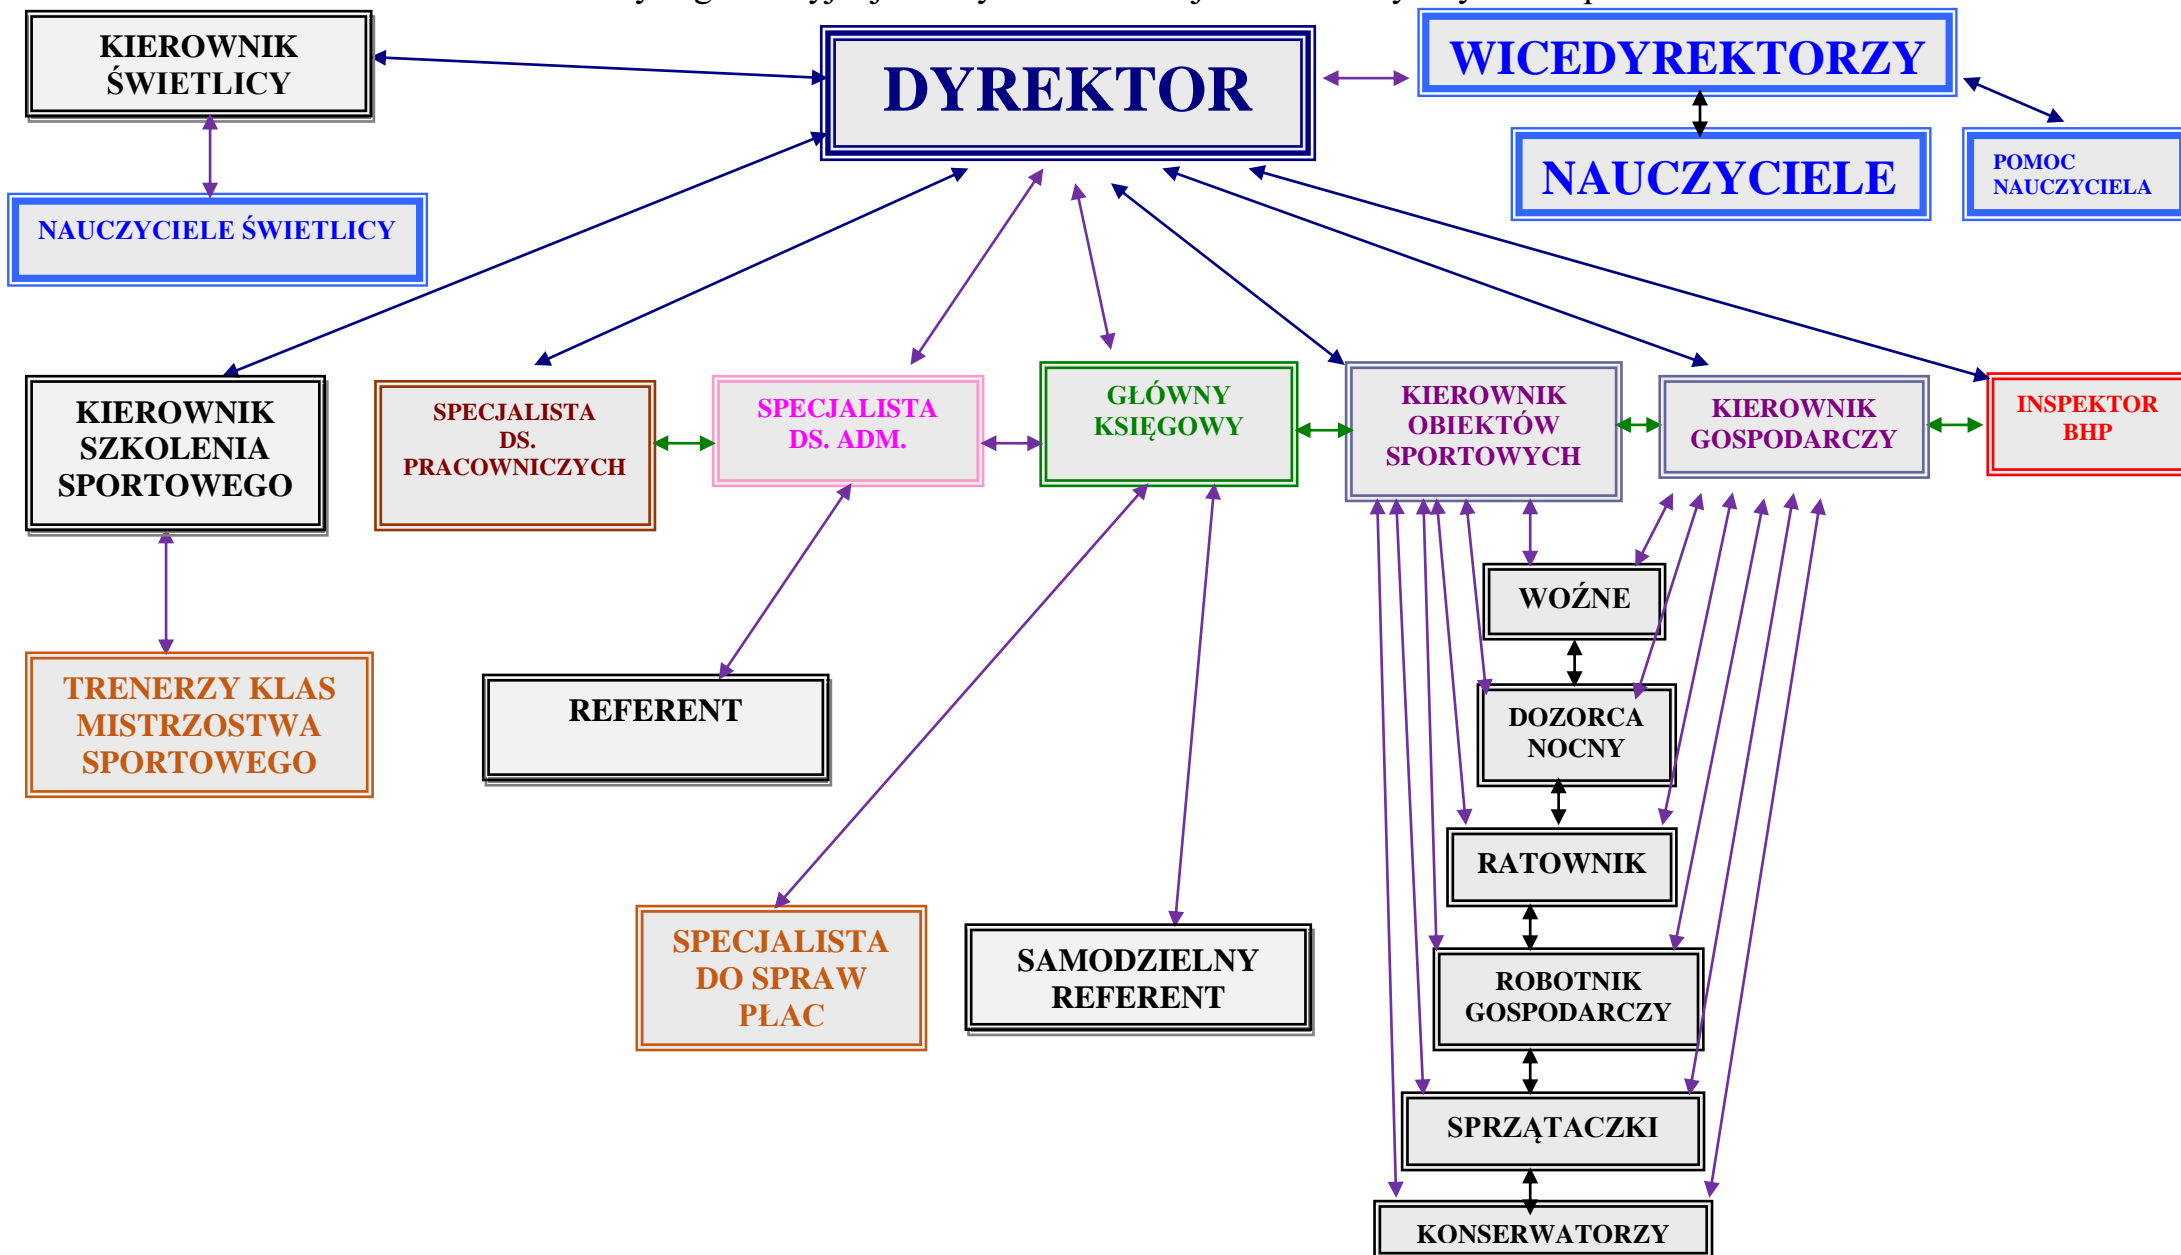 KIEROWNIK
ŚWIETLICY
DYREKTOR
WICEDYREKTORZY
NAUCZYCIELE
POMOC
NAUCZYCIELA
NAUCZYCIELE ŚWIETLICY
KIEROWNIK
SZKOLENIA
SPORTOWEGO
SPECJALISTA
DS.
PRACOWNICZYCH
SPECJALISTA
DS. ADM.
GŁÓWNY
KSIĘGOWY
KIEROWNIK
OBIEKTÓW
SPORTOWYCH
KIEROWNIK
GOSPODARCZY
INSPEKTOR
BHP
WOŹNE
TRENERZY KLAS
MISTRZOSTWA
SPORTOWEGO
REFERENT
DOZORCA
NOCNY
RATOWNIK
SPECJALISTA
DO SPRAW
PŁAC
SAMODZIELNY
REFERENT
ROBOTNIK
GOSPODARCZY
SPRZĄTACZKI
KONSERWATORZY